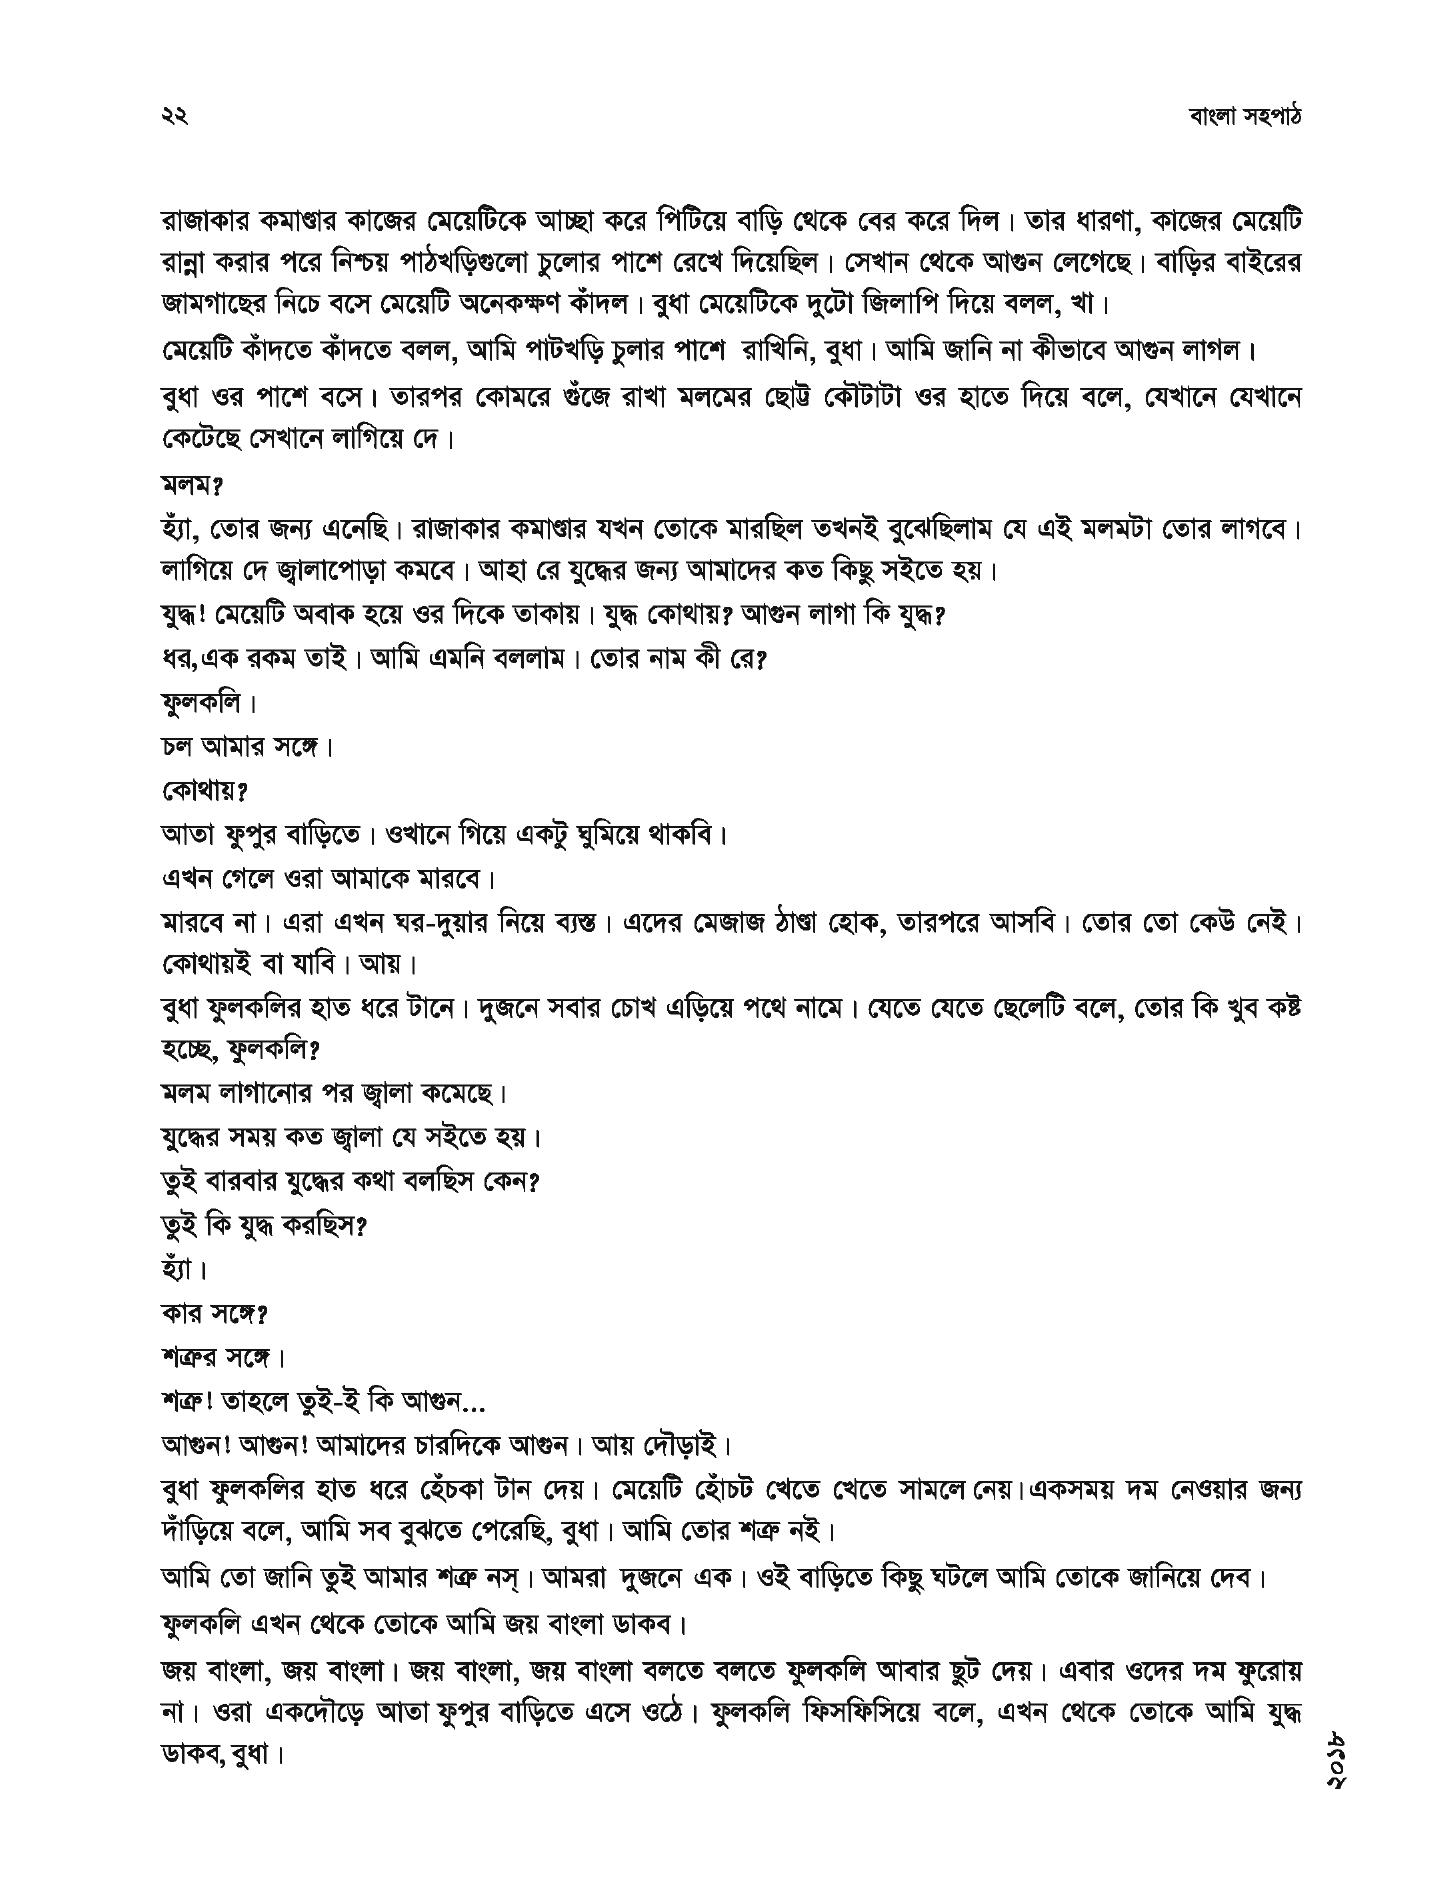 ২২
বাংলা সহপাঠ
রাজাকার কমাণ্ডার কাজের মেয়েটিকে আচ্ছা করে পিটিয়ে বাড়ি থেকে বের করে দিল। তার ধারণা, কাজের মেয়েটি
রান্না করার পরে নিশ্চয় পাঠখড়িগুলো চুলোর পাশে রেখে দিয়েছিল। সেখান থেকে আগুন লেগেছে। বাড়ির বাইরের
জামগাছের নিচে বসে মেয়েটি অনেকক্ষণ কাঁদল। বুধা মেয়েটিকে দুটো জিলাপি দিয়ে বলল, খা।
মেয়েটি কাঁদতে কাঁদতে বলল, আমি পাটখড়ি চুলার পাশে রাখিনি, বুধা। আমি জানি না কীভাবে আগুন লাগল।
বুধা ওর পাশে বসে। তারপর কোমরে গুঁজে রাখা মলমের ছোট্ট কৌটাটা ওর হাতে দিয়ে বলে, যেখানে যেখানে
কেটেছে সেখানে লাগিয়ে দে।
মলম?
হ্যাঁ, তোর জন্য এনেছি। রাজাকার কমাণ্ডার যখন তোকে মারছিল তখনই বুঝেছিলাম যে এই মলমটা তোর লাগবে।
লাগিয়ে দে জ্বালাপোড়া কমবে। আহা রে যুদ্ধের জন্য আমাদের কত কিছু সইতে হয়।
যুদ্ধ! মেয়েটি অবাক হয়ে ওর দিকে তাকায়। যুদ্ধ কোথায়? আগুন লাগা কি যুদ্ধ?
ধর,এক রকম তাই। আমি এমনি বললাম। তোর নাম কী রে?
ফুলকলি।
চল আমার সঙ্গে।
কোথায়?
আতা ফুপুর বাড়িতে। ওখানে গিয়ে একটু ঘুমিয়ে থাকবি।
এখন গেলে ওরা আমাকে মারবে।
মারবে না। এরা এখন ঘর-দুয়ার নিয়ে ব্যস্ত। এদের মেজাজ ঠাণ্ডা হোক, তারপরে আসবি। তোর তো কেউ নেই।
কোথায়ই বা যাবি। আয়।
বুধা ফুলকলির হাত ধরে টানে। দুজনে সবার চোখ এড়িয়ে পথে নামে। যেতে যেতে ছেলেটি বলে, তোর কি খুব কষ্ট
হচ্ছে, ফুলকলি?
মলম লাগানোর পর জ্বালা কমেছে।
যুদ্ধের সময় কত জ্বালা যে সইতে হয়।
তুই বারবার যুদ্ধের কথা বলছিস কেন?
তুই কি যুদ্ধ করছিস?
হ্যাঁ।
কার সঙ্গে?
শত্রুর সঙ্গে।
শত্রু! তাহলে তুই-ই কি আগুন...
আগুন! আগুন! আমাদের চারদিকে আগুন। আয় দৌড়াই।
বুধা ফুলকলির হাত ধরে হেঁচকা টান দেয়। মেয়েটি হোঁচট খেতে খেতে সামলে নেয়।একসময় দম নেওয়ার জন্য
দাঁড়িয়ে বলে, আমি সব বুঝতে পেরেছি, বুধা। আমি তোর শত্রু নই।
আমি তো জানি তুই আমার শত্রু নস্। আমরা দুজনে এক। ওই বাড়িতে কিছু ঘটলে আমি তোকে জানিয়ে দেব।
ফুলকলি এখন থেকে তোকে আমি জয় বাংলা ডাকব।
জয় বাংলা, জয় বাংলা। জয় বাংলা, জয় বাংলা বলতে বলতে ফুলকলি আবার ছুট দেয়। এবার ওদের দম ফুরোয়
না। ওরা একদৌড়ে আতা ফুপুর বাড়িতে এসে ওঠে। ফুলকলি ফিসফিসিয়ে বলে, এখন থেকে তোকে আমি যুদ্ধ
ডাকব, বুধা।
২০১৮